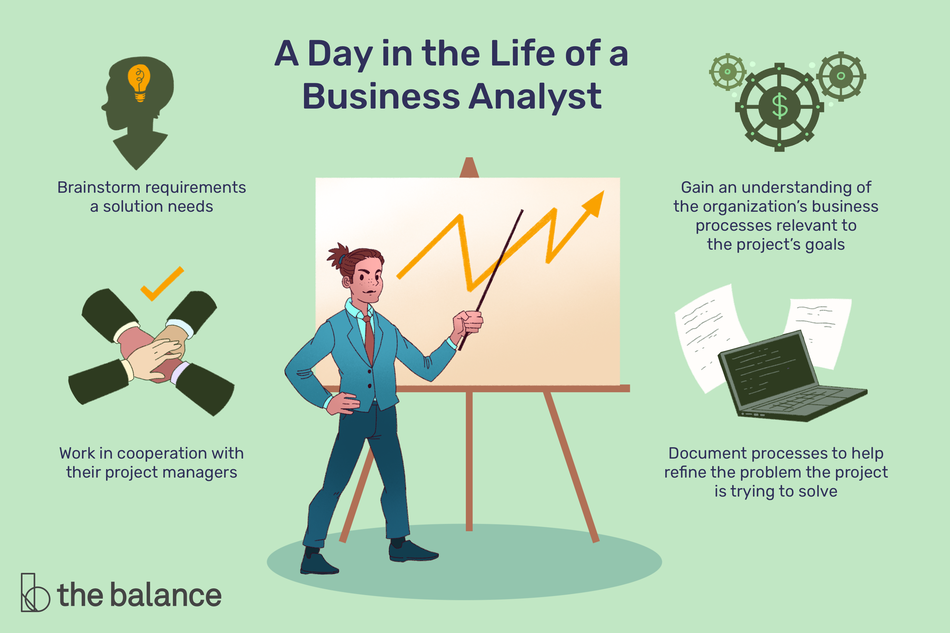 A Day in the Life of a
Business Analyst
Brainstorm requirements
a solution needs
$
Gain an understanding of
the organization's business
processes relevant to
the project's goals
Work in cooperation with
their project managers
Document processes to help
refine the problem the project
is trying to solve
the balance